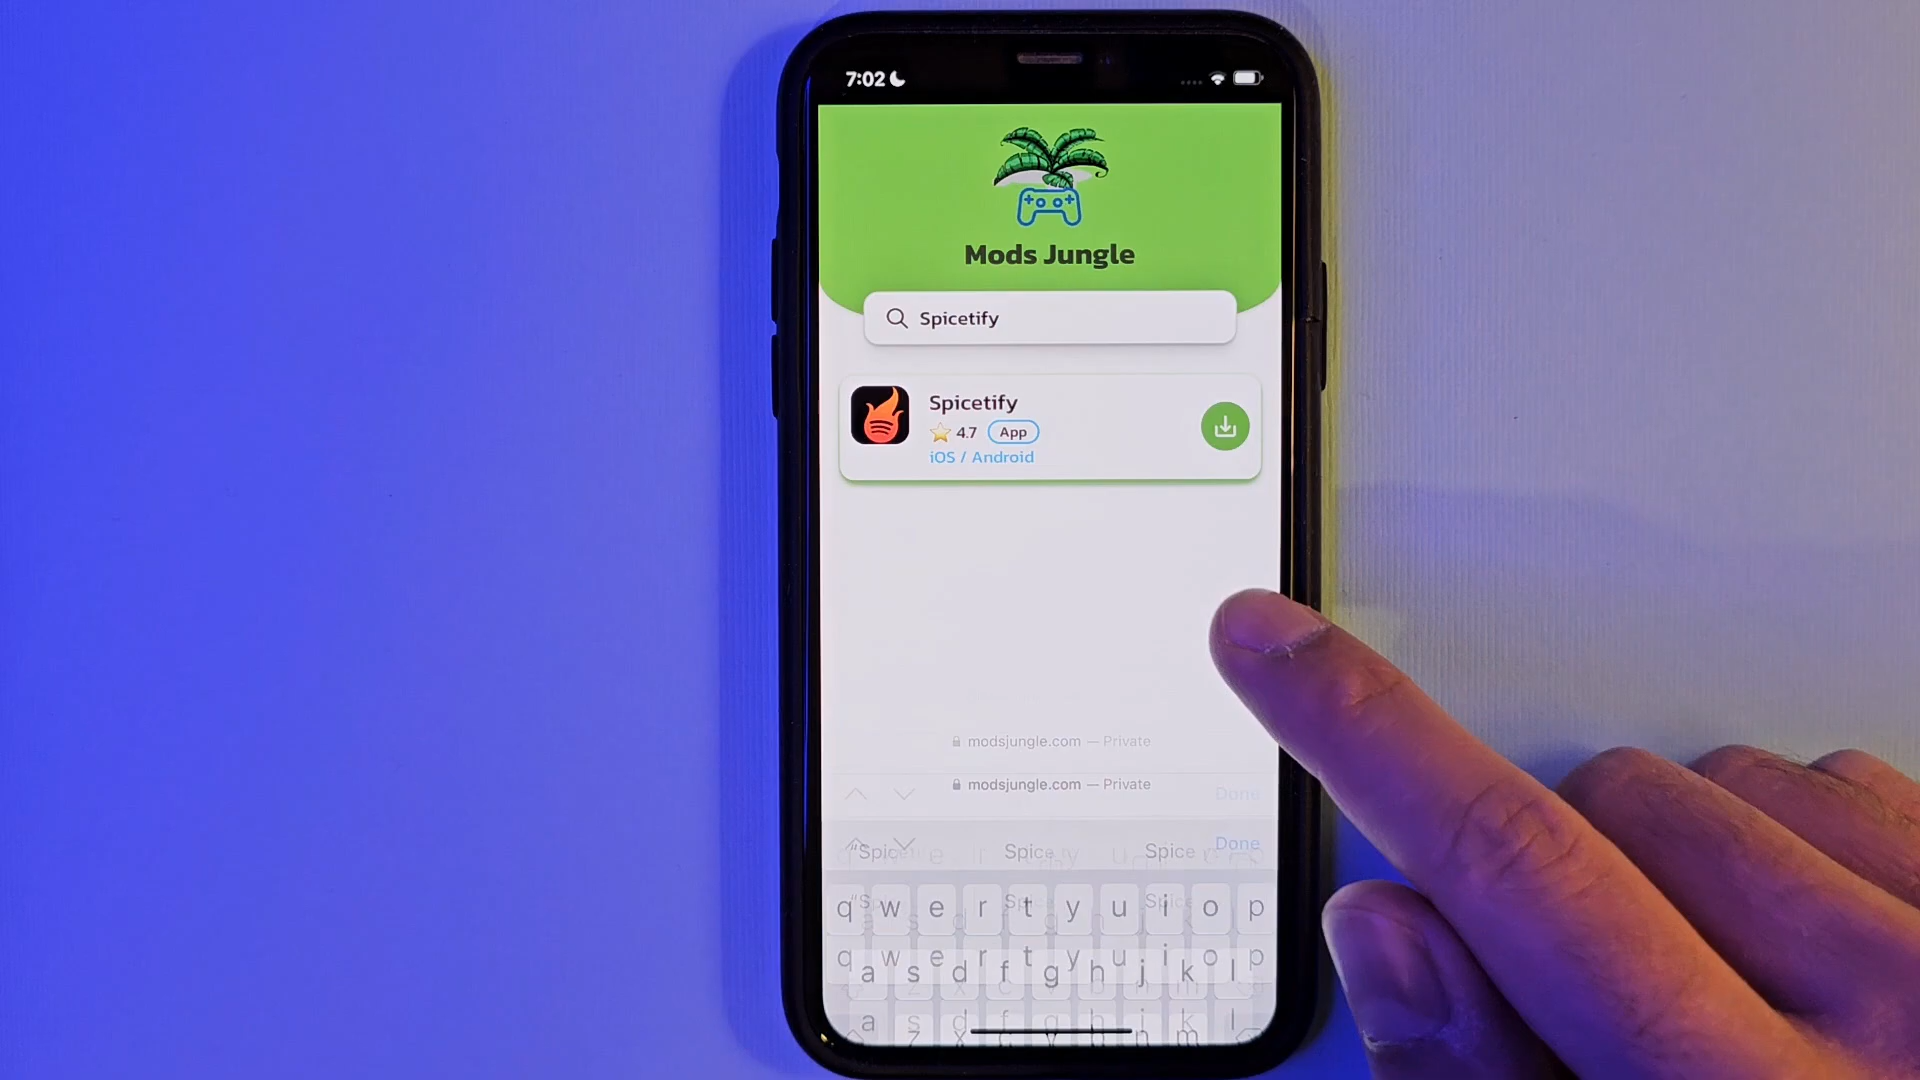 7:02
Mods Jungle
Spicetify
Spicetify
4.7 App
iOS / Android
modsjungle.com — Private
modsjungle.com — Private
Done
Done
"Spice Spice Spice
q w e r t y u i o p
q w e r t y u i o p
a s d f g h j k l
a s d f g h j k l
z x c v b n m